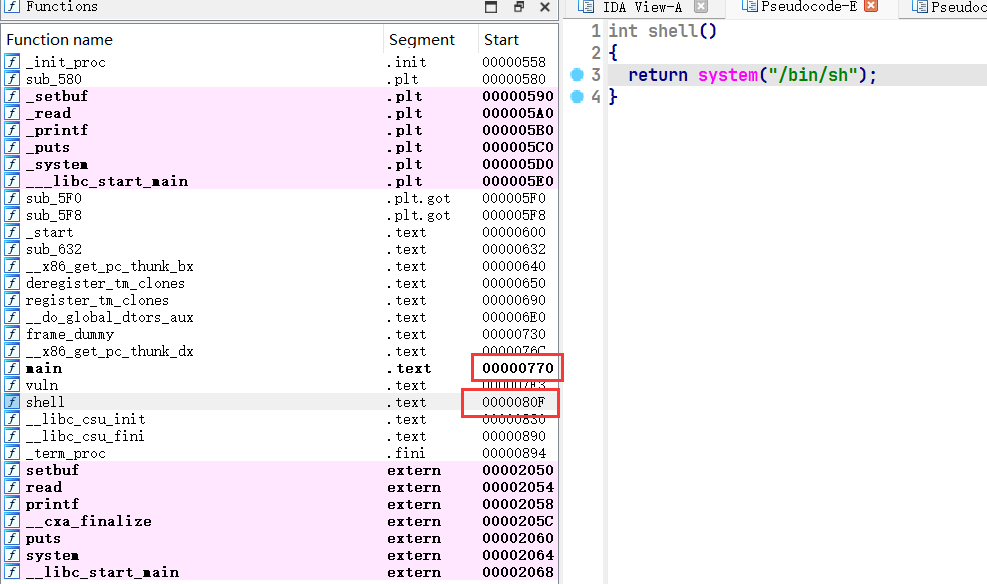 Functions
Function name Segment Start
_init_proc .init 00000558
sub_580 .plt 00000580
_setbuf .plt 00000590
_read .plt 000005A0
_printf .plt 000005B0
_puts .plt 000005C0
_system .plt 000005D0
___libc_start_main .plt 000005E0
sub_5F0 .plt.got 000005F0
sub_5F8 .plt.got 000005F8
_start .text 00000600
sub_632 .text 00000632
__x86_get_pc_thunk_bx .text 00000640
deregister_tm_clones .text 00000650
register_tm_clones .text 00000690
__do_global_dtors_aux .text 000006E0
frame_dummy .text 00000730
__x86_get_pc_thunk_dx .text 0000076C
main .text 00000770
vuln .text 000007E3
shell .text 0000080F
__libc_csu_init .text 00000830
__libc_csu_fini .text 00000890
_term_proc .fini 00000894
setbuf extern 00002050
read extern 00002054
printf extern 00002058
__cxa_finalize extern 0000205C
puts extern 00002060
system extern 00002064
__libc_start_main extern 00002068
IDA View-A Pseudocode-E Pseudoc
1 int shell()
2 {
3 return system("/bin/sh");
4 }